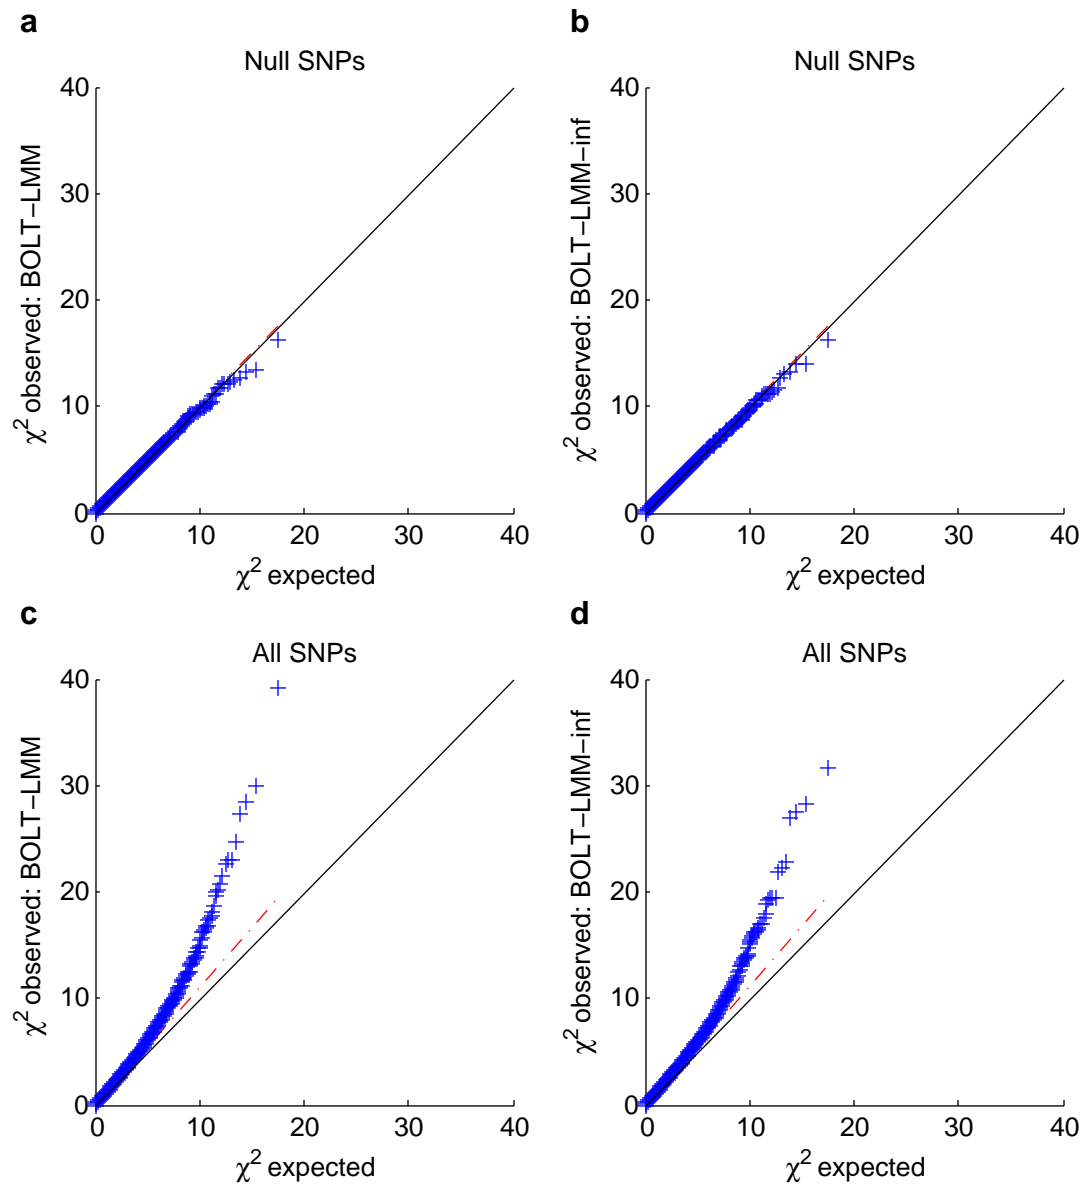 a
Null SNPs
χ² observed: BOLT−LMM
40
30
20
10
0
0 10 20 30 40
χ² expected
b
Null SNPs
χ² observed: BOLT−LMM−inf
40
30
20
10
0
0 10 20 30 40
χ² expected
c
All SNPs
χ² observed: BOLT−LMM
40
30
20
10
0
0 10 20 30 40
χ² expected
d
All SNPs
χ² observed: BOLT−LMM−inf
40
30
20
10
0
0 10 20 30 40
χ² expected